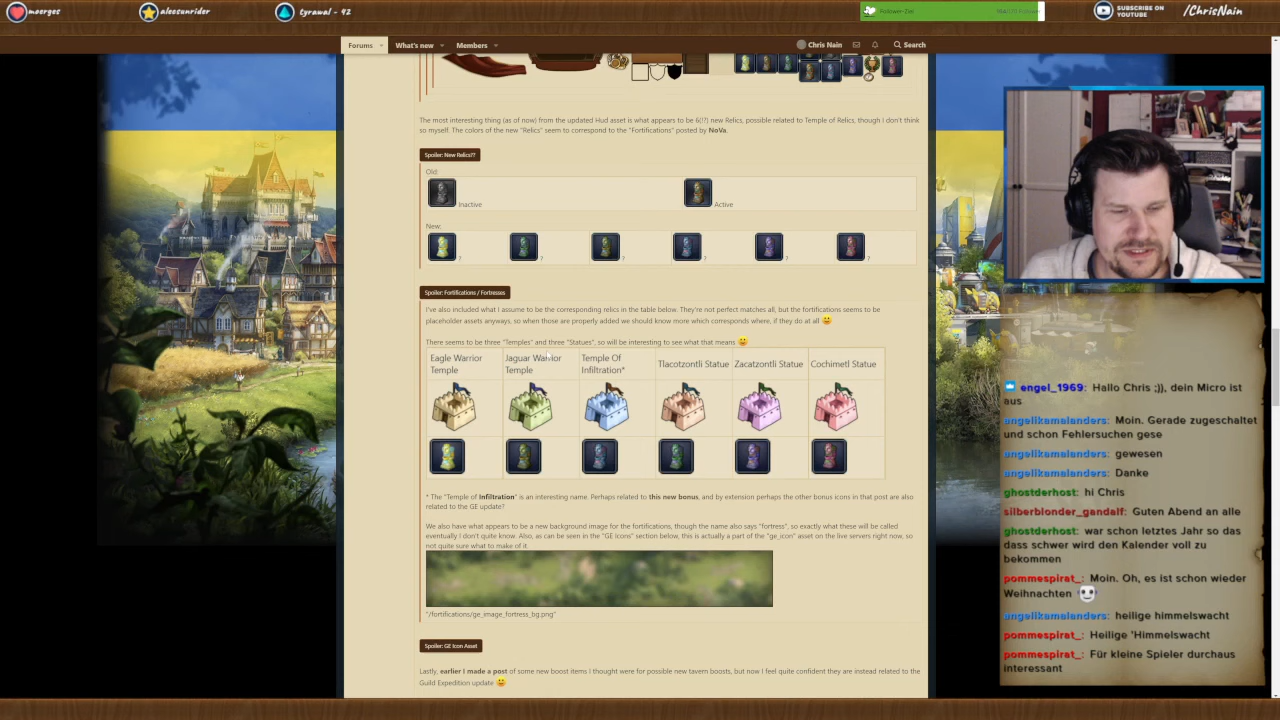 moerges
aleesunrider
tyrawal - 42
Follower-Ziel
SUBSCRIBE ON
YOUTUBE
/ChrisNain
Forums
What's new
Members
Chris Nain
Search
The most interesting thing (as of now) from the updated Hud asset is what appears to be 6(!?) new Relics, possible related to Temple of Relics, though I don't think
so myself. The colors of the new "Relics" seem to correspond to the "Fortifications" posted by NoVa.
Spoiler: New Relics??
Old:
Inactive
Active
New:
? ? ? ? ? ?
Spoiler: Fortifications / Fortresses
I've also included what I assume to be the corresponding relics in the table below. They're not perfect matches all, but the fortifications seems to be
placeholder assets anyways, so when those are properly added we should know more which corresponds where, if they do at all
There seems to be three "Temples" and three "Statues", so will be interesting to see what that means
Eagle Warrior
Temple
Jaguar Warrior
Temple
Temple Of
Infiltration*
Tlacotzontli Statue
Zacatzontli Statue
Cochimetl Statue
* The "Temple of Infiltration" is an interesting name. Perhaps related to this new bonus, and by extension perhaps the other bonus icons in that post are also
related to the GE update?
We also have what appears to be a new background image for the fortifications, though the name also says "fortress", so exactly what these will be called
eventually I don't quite know. Also, as can be seen in the "GE Icons" section below, this is actually a part of the "ge_icon" asset on the live servers right now, so
not quite sure what to make of it.
"/fortifications/ge_image_fortress_bg.png"
Spoiler: GE Icon Asset
Lastly, earlier I made a post of some new boost items I thought were for possible new tavern boosts, but now I feel quite confident they are instead related to the
Guild Expedition update
engel_1969: Hallo Chris ;)), dein Micro ist
aus
angelikamalanders: Moin. Gerade zugeschaltet
und schon Fehlersuchen gese
angelikamalanders: gewesen
angelikamalanders: Danke
ghostderhost: hi Chris
silberblonder_gandalf: Guten Abend an alle
ghostderhost: war schon letztes Jahr so das
dass schwer wird den Kalender voll zu
bekommen
pommespirat_: Moin. Oh, es ist schon wieder
Weihnachten
angelikamalanders: heilige himmelswacht
pommespirat_: Heilige 'Himmelswacht
pommespirat_: Für kleine Spieler durchaus
interessant